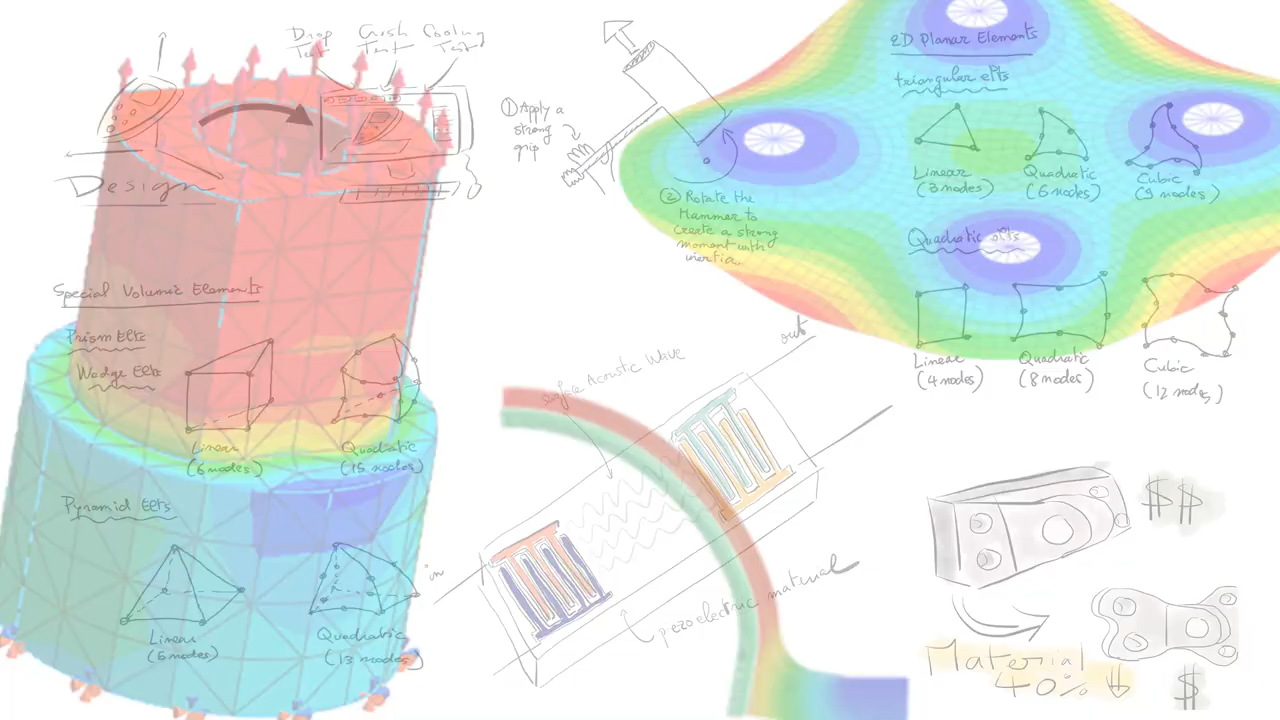 Drop Test
Crash Test
Cooling Test
Design
① Apply a
strong
grip
② Rotate the
Hammer to
create a strong
moment with
inertia.
2D Planar Elements
triangular elts
Linear
(3 nodes)
Quadratic
(6 nodes)
Cubic
(9 nodes)
Quadratic elts
Linear
(4 nodes)
Quadratic
(8 nodes)
Cubic
(12 nodes)
Special Volumic Elements
Prism Elts
Wedge Elts
Linear
(6 nodes)
Quadratic
(15 nodes)
Pyramid Elts
Linear
(5 nodes)
Quadratic
(13 nodes)
Surface Acoustic Wave
out
in
piezoelectric material
$$
Material
40% ↓
$